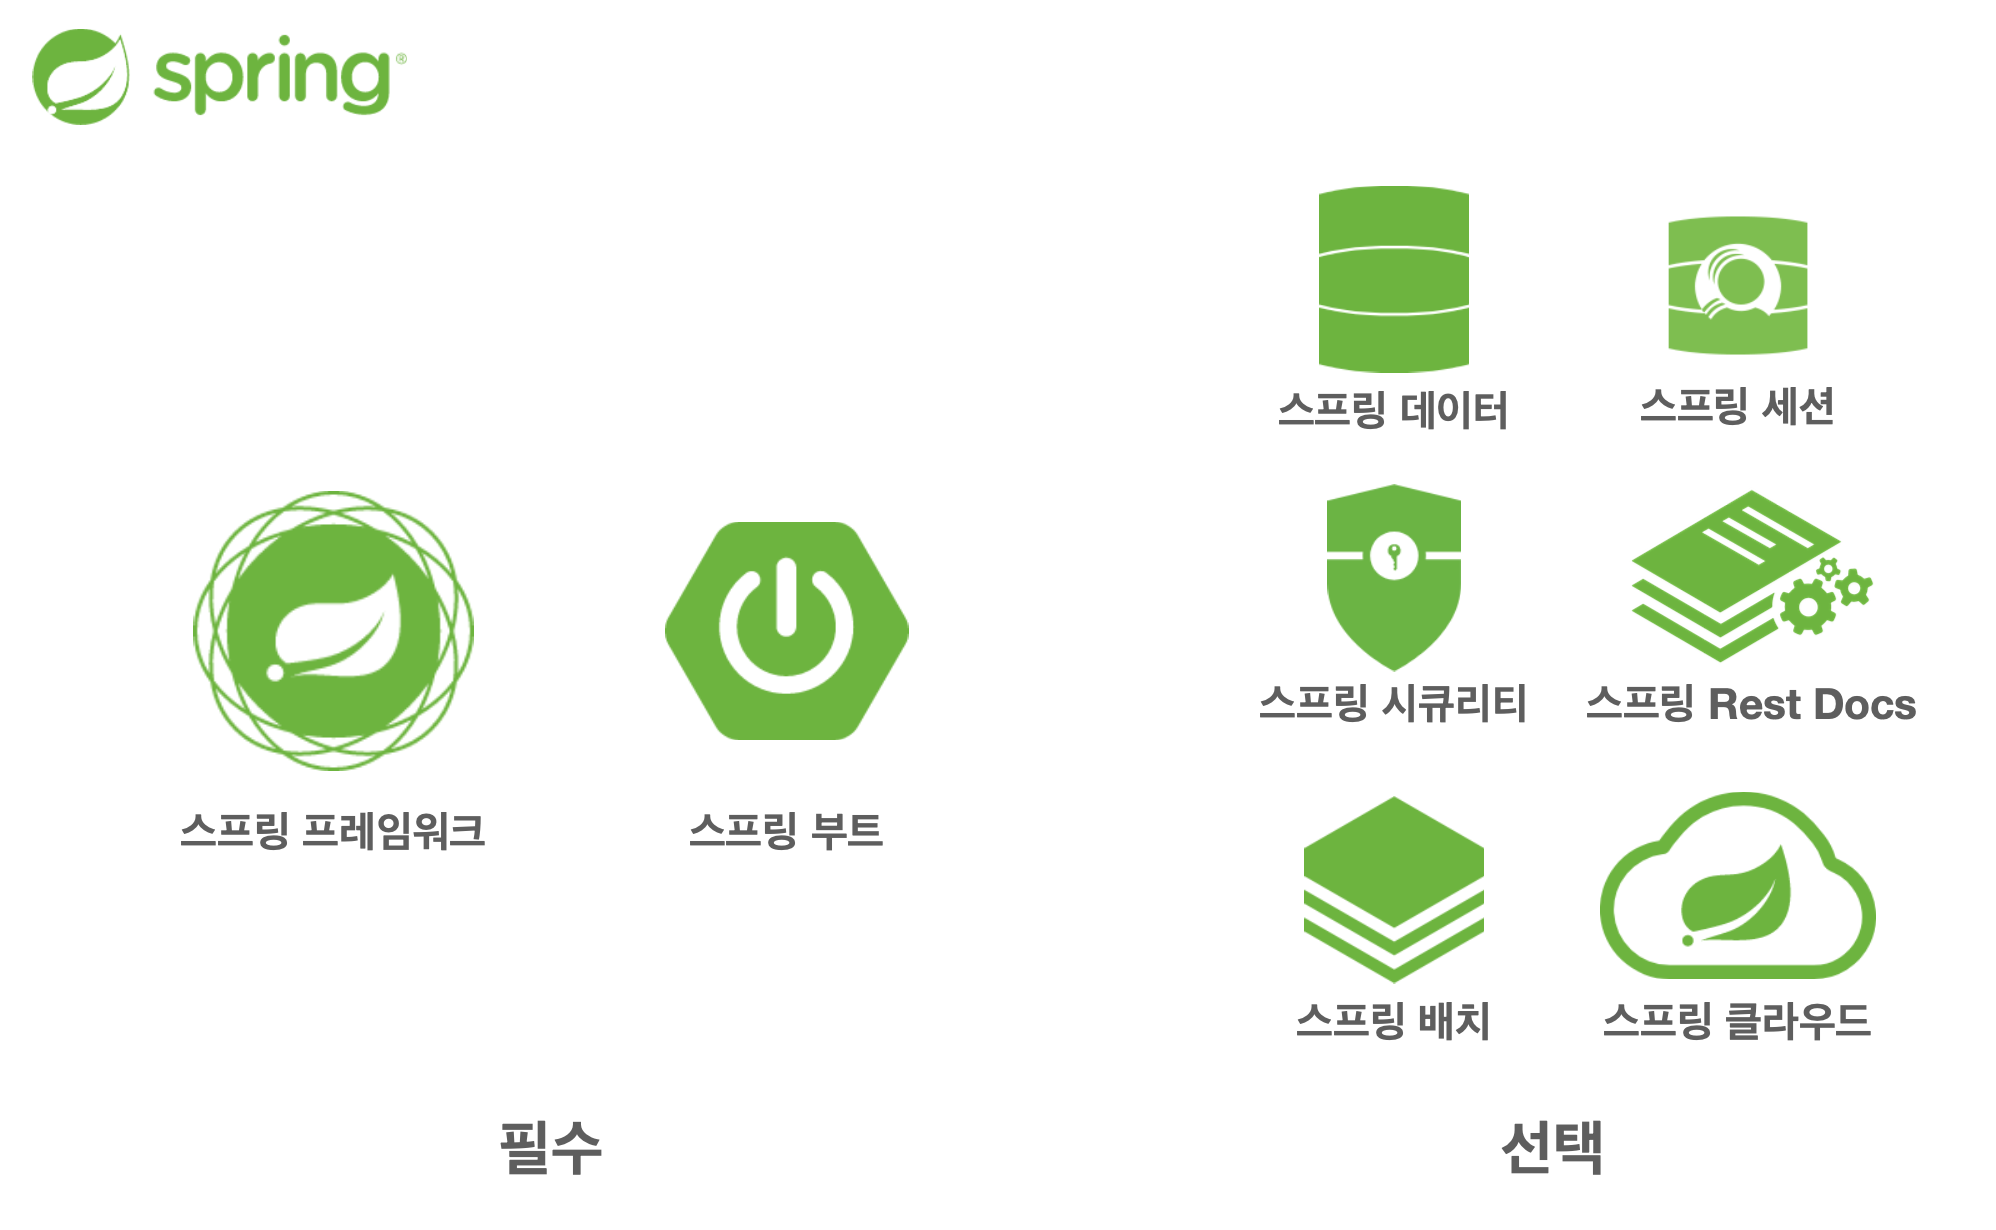 spring®
스프링 데이터
스프링 세션
스프링 시큐리티
스프링 Rest Docs
스프링 프레임워크
스프링 부트
스프링 배치
스프링 클라우드
필수
선택